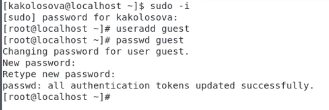 [kakolosova@localhost ~]$ sudo -i
[sudo] password for kakolosova:
[root@localhost ~]# useradd guest
[root@localhost ~]# passwd guest
Changing password for user guest.
New password:
Retype new password:
passwd: all authentication tokens updated successfully.
[root@localhost ~]#